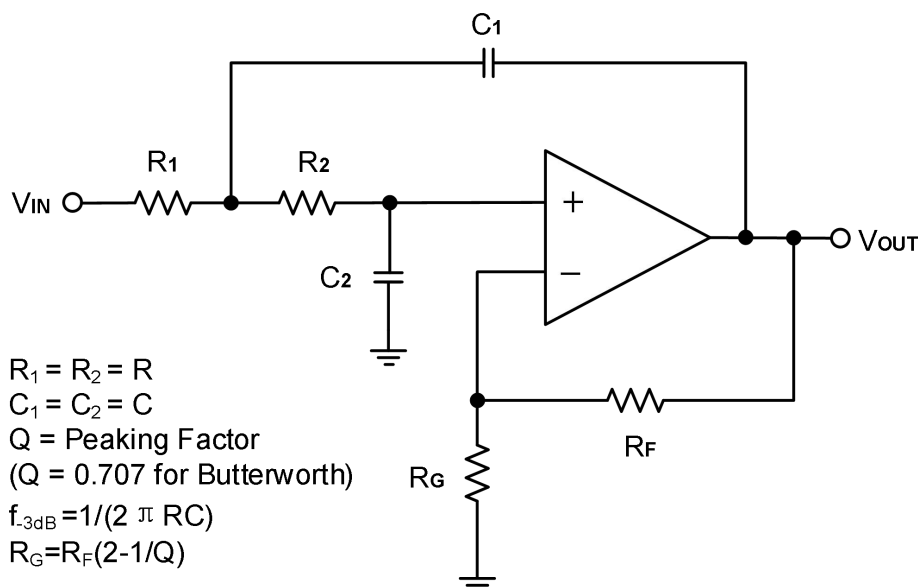 C1
R1
R2
VIN
+
C2
−
VOUT
R1 = R2 = R
C1 = C2 = C
Q = Peaking Factor
(Q = 0.707 for Butterworth)
f-3dB=1/(2 π RC)
RG=RF(2-1/Q)
RF
RG